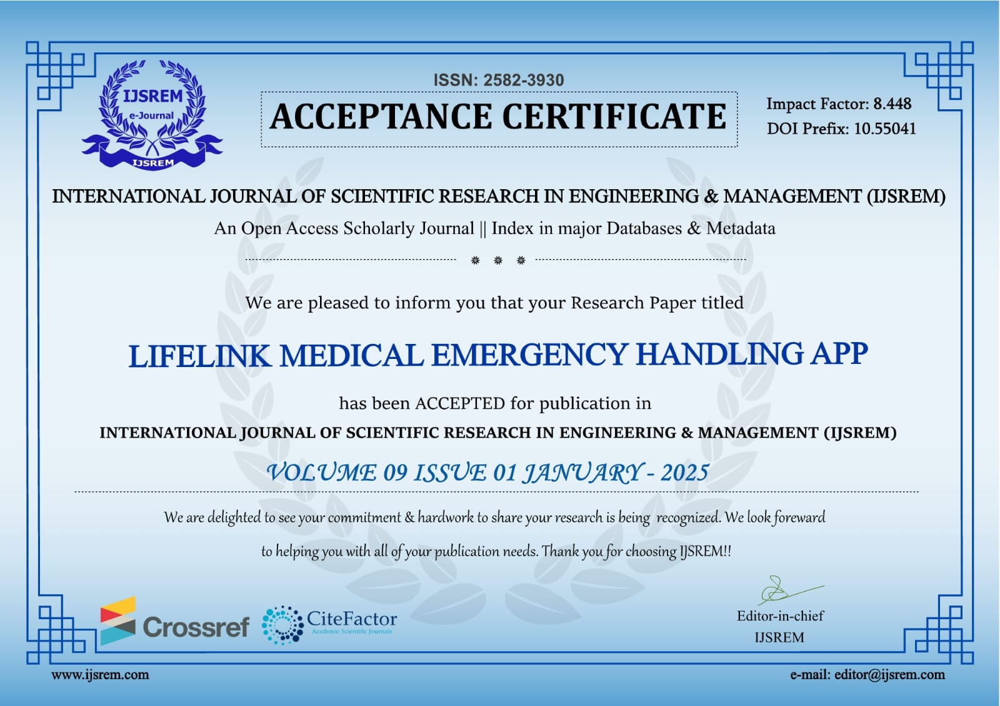 ISSN: 2582-3930
IJSREM
e-Journal
IJSREM
ACCEPTANCE CERTIFICATE
Impact Factor: 8.448
DOI Prefix: 10.55041
INTERNATIONAL JOURNAL OF SCIENTIFIC RESEARCH IN ENGINEERING & MANAGEMENT (IJSREM)
An Open Access Scholarly Journal || Index in major Databases & Metadata
We are pleased to inform you that your Research Paper titled
LIFELINK MEDICAL EMERGENCY HANDLING APP
has been ACCEPTED for publication in
INTERNATIONAL JOURNAL OF SCIENTIFIC RESEARCH IN ENGINEERING & MANAGEMENT (IJSREM)
VOLUME 09 ISSUE 01 JANUARY - 2025
We are delighted to see your commitment & hardwork to share your research is being recognized. We look foreward
to helping you with all of your publication needs. Thank you for choosing IJSREM!!
Crossref
CiteFactor
Academic Scientific Journals
Editor-in-chief
IJSREM
www.ijsrem.com
e-mail: editor@ijsrem.com